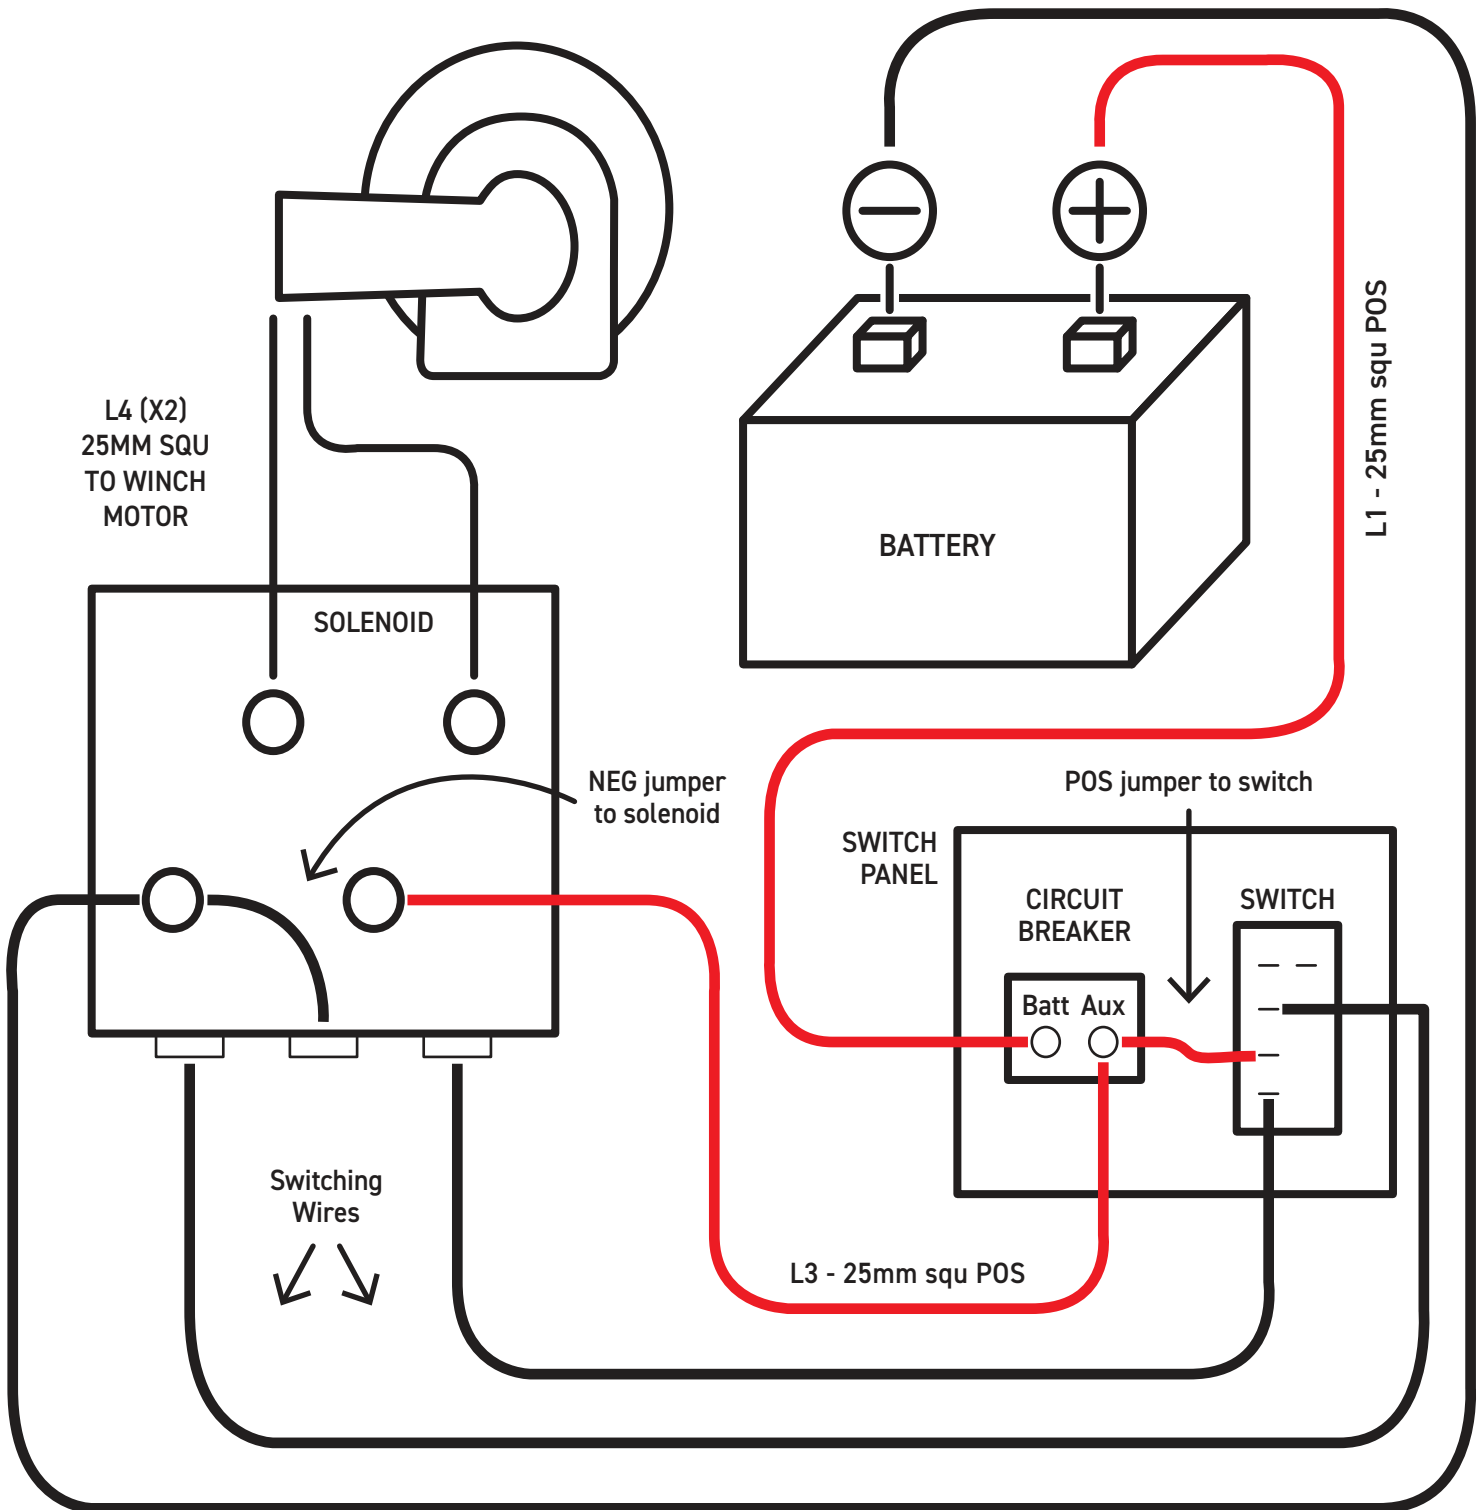 L4 (X2)
25MM SQU
TO WINCH
MOTOR
L1 - 25mm squ POS
BATTERY
SOLENOID
NEG jumper
to solenoid
POS jumper to switch
SWITCH
PANEL
CIRCUIT
BREAKER
SWITCH
Batt Aux
Switching
Wires
L3 - 25mm squ POS